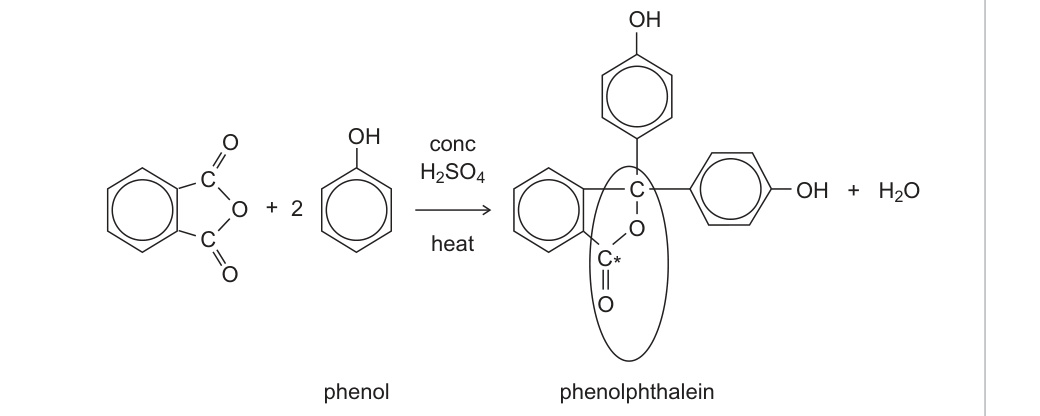 OH
O
OH
conc
C
H₂SO₄
C
OH + H₂O
O + 2
O
C
heat
C*
O
O
phenol phenolphthalein